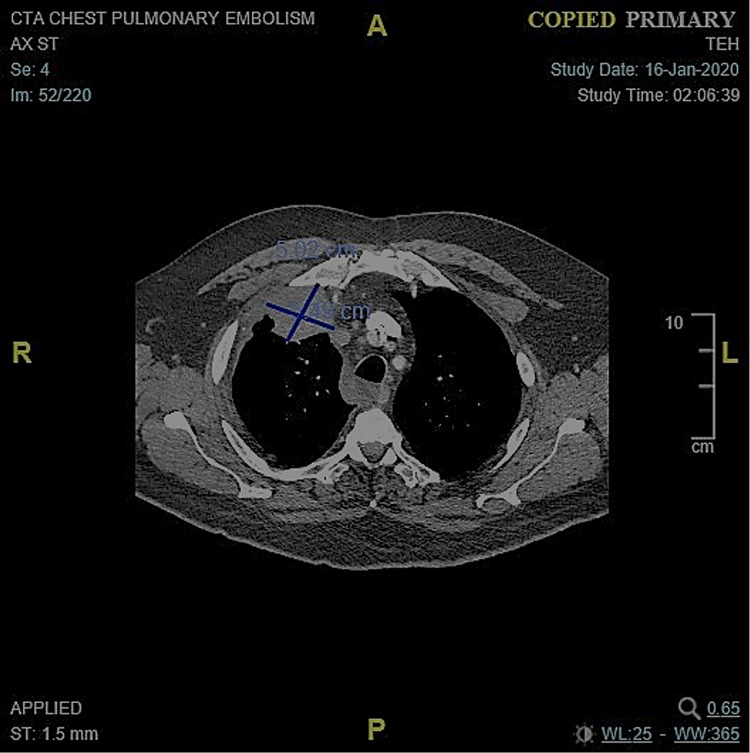 CTA CHEST PULMONARY EMBOLISM
AX ST
Se: 4
Im: 52/220
A
COPIED PRIMARY
TEH
Study Date: 16-Jan-2020
Study Time: 02:06:39
5.02 cm
cm
10
R
L
cm
APPLIED
ST: 1.5 mm
P
0.65
WL:25 - WW:365